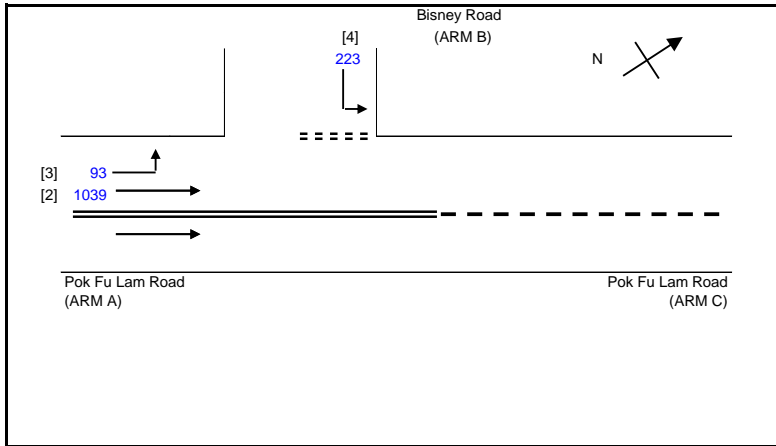 Bisney Road
(ARM B)
[4]
223
N
[3] 93
[2] 1039
Pok Fu Lam Road
(ARM A)
Pok Fu Lam Road
(ARM C)